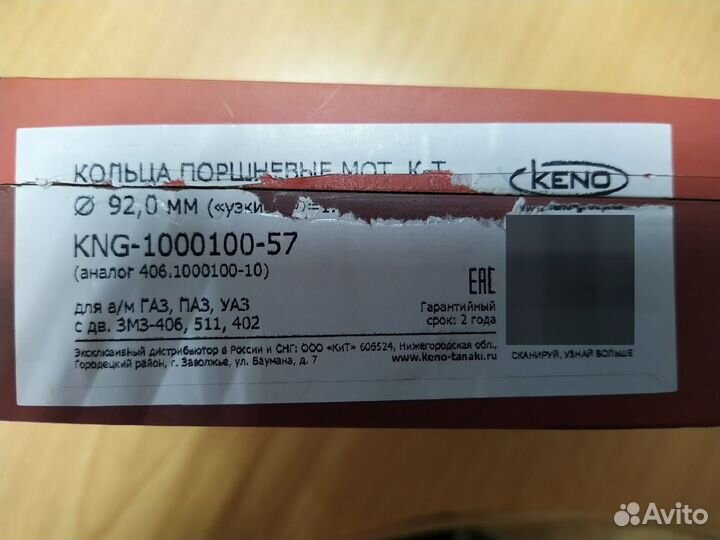 КОЛЬЦА ПОРШНЕВЫЕ МОТ. К-Т
KENO
Ø 92,0 мм
KNG-1000100-57
(аналог 406.1000100-10)
EAC
для а/м ГАЗ, ПАЗ, УАЗ
с дв. ЗМЗ-406, 511, 402
Гарантийный
срок: 2 года
Эксклюзивный дистрибьютор в России и СНГ: ООО «КиТ» 606524, Нижегородская обл.,
Городецкий район, г. Заволжье, ул. Баумана, д. 7
www.keno-tanaki.ru
СКАНИРУЙ, УЗНАЙ БОЛЬШЕ
Avito